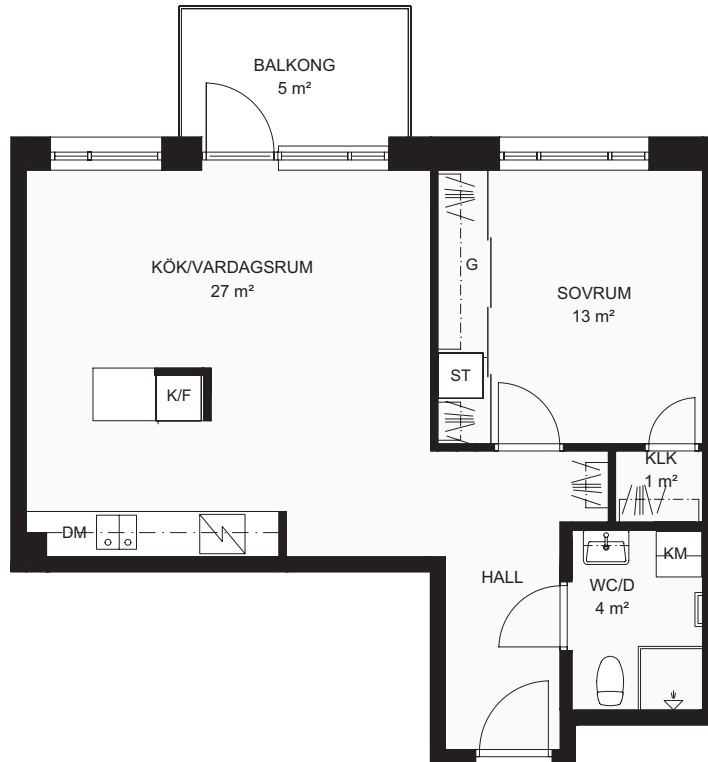 BALKONG
5 m²
KÖK/VARDAGSRUM
27 m²
G
SOVRUM
13 m²
ST
K/F
KLK
1 m²
DM
KM
HALL
WC/D
4 m²